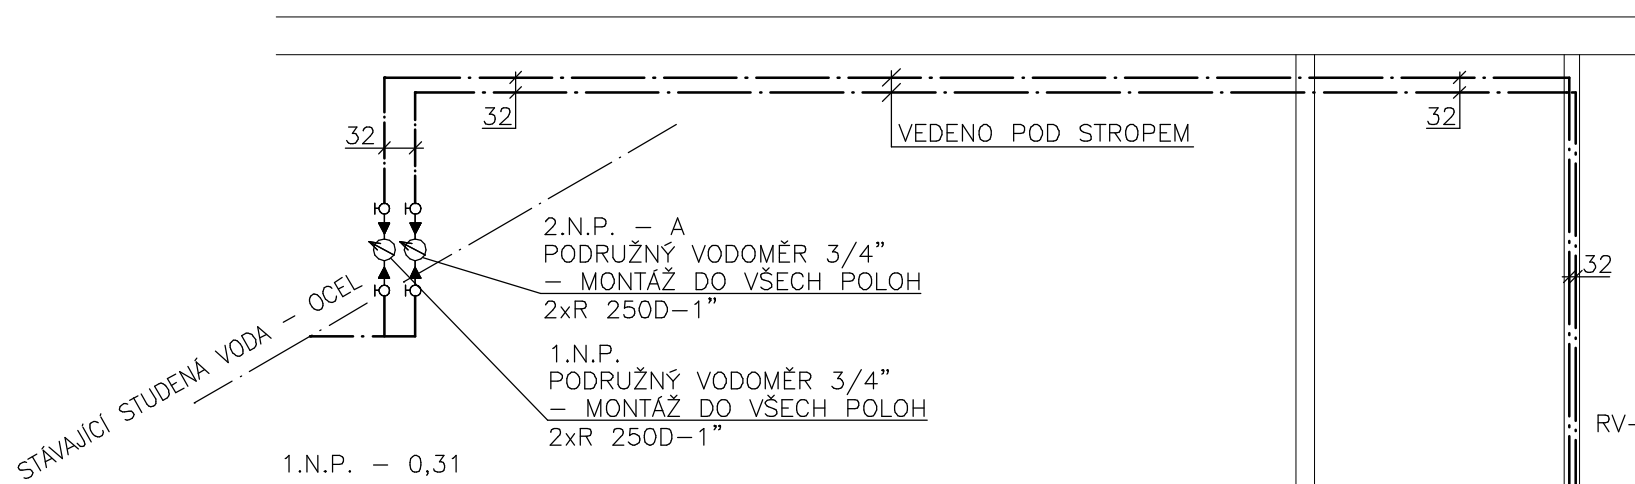 32
32
32
VEDENO POD STROPEM
2.N.P. – A
PODRUŽNÝ VODOMĚR 3/4"
– MONTÁŽ DO VŠECH POLOH
2xR 250D–1"
32
STÁVAJÍCÍ STUDENÁ VODA – OCEL
1.N.P.
PODRUŽNÝ VODOMĚR 3/4"
– MONTÁŽ DO VŠECH POLOH
2xR 250D–1"
RV–
1.N.P. – 0,31